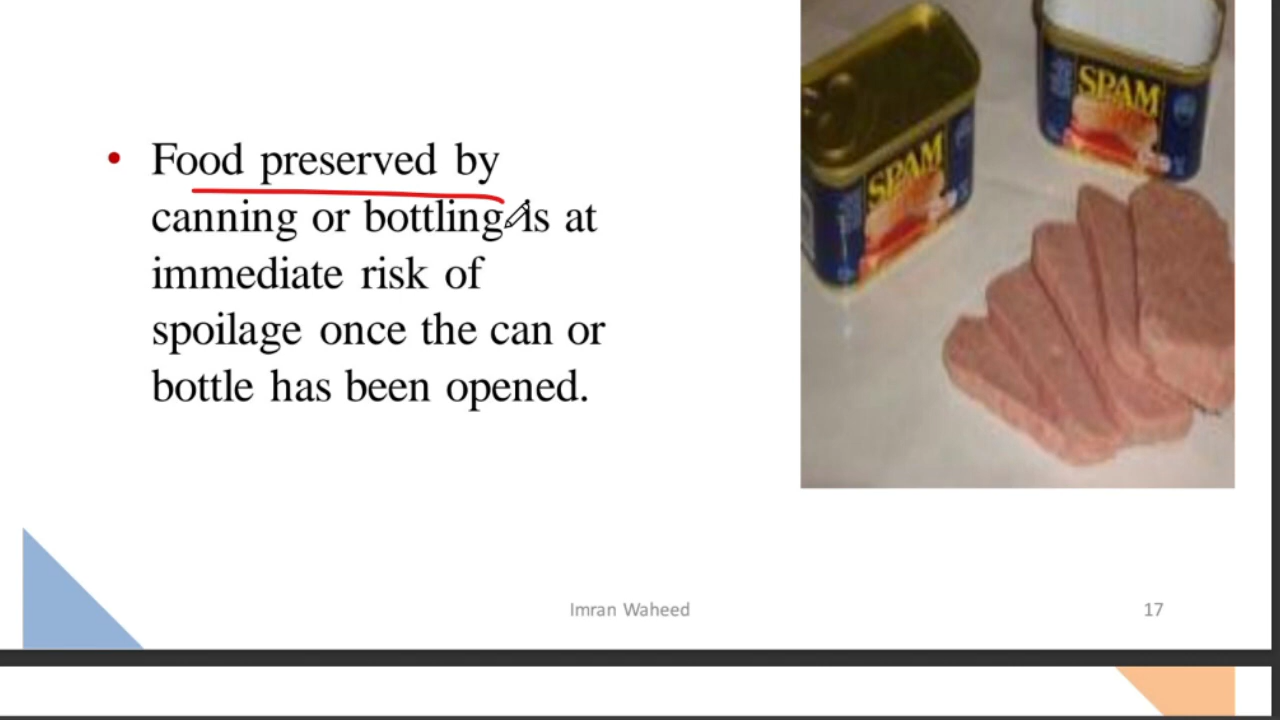 • Food preserved by
canning or bottling is at
immediate risk of
spoilage once the can or
bottle has been opened.
SPAM
SPAM
Imran Waheed
17